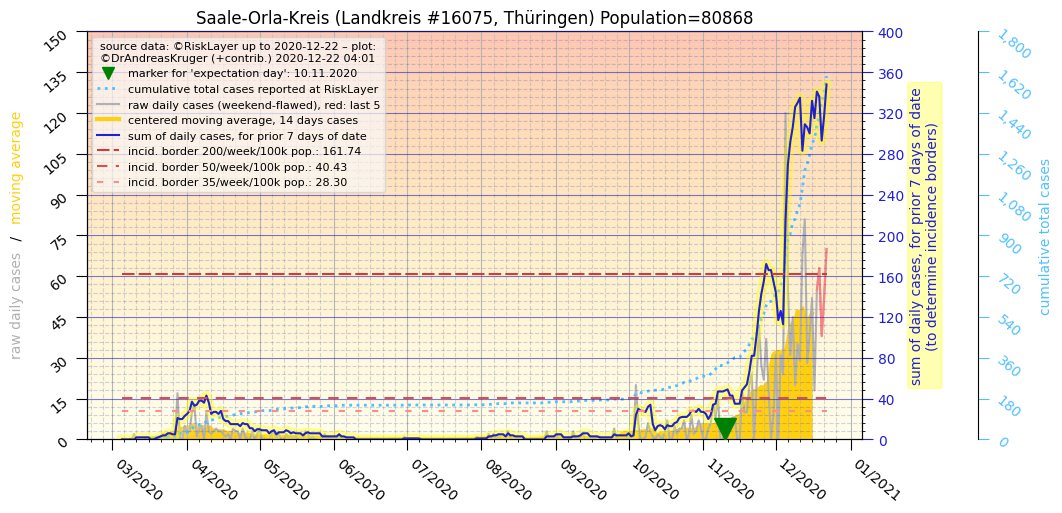 Saale-Orla-Kreis (Landkreis #16075, Thüringen) Population=80868
source data: ©RiskLayer up to 2020-12-22 – plot:
©DrAndreasKruger (+contrib.) 2020-12-22 04:01
marker for 'expectation day': 10.11.2020
cumulative total cases reported at RiskLayer
raw daily cases (weekend-flawed), red: last 5
centered moving average, 14 days cases
sum of daily cases, for prior 7 days of date
incid. border 200/week/100k pop.: 161.74
incid. border 50/week/100k pop.: 40.43
incid. border 35/week/100k pop.: 28.30
raw daily cases / moving average
150
135
120
105
90
75
60
45
30
15
0
03/2020
04/2020
05/2020
06/2020
07/2020
08/2020
09/2020
10/2020
11/2020
12/2020
01/2021
400
360
320
280
240
200
160
120
80
40
0
sum of daily cases, for prior 7 days of date
(to determine incidence borders)
1,800
1,620
1,440
1,260
1,080
900
720
540
360
180
0
cumulative total cases